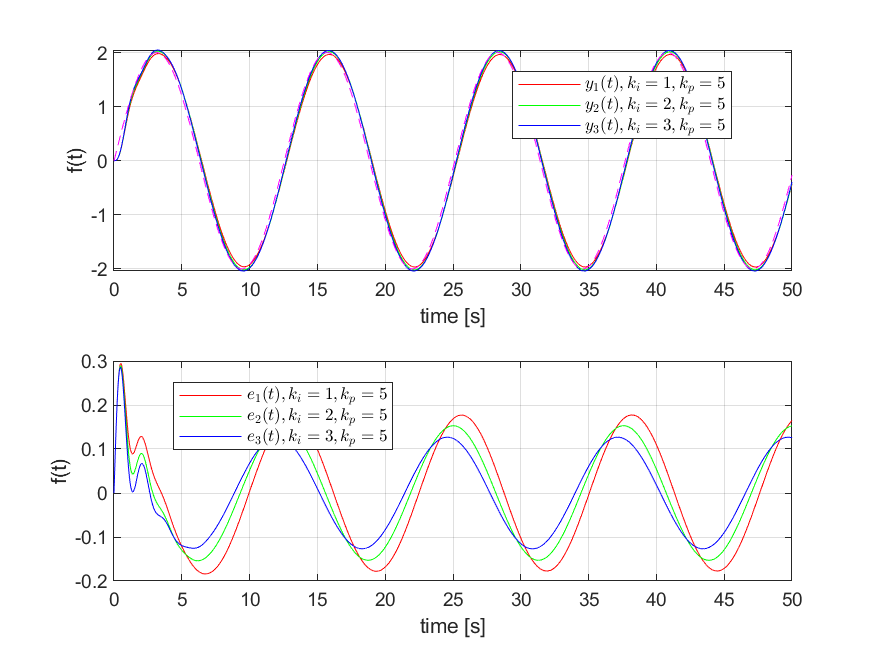 2
1
0
-1
-2
f(t)
y₁(t), kᵢ = 1, kₚ = 5
y₂(t), kᵢ = 2, kₚ = 5
y₃(t), kᵢ = 3, kₚ = 5
0 5 10 15 20 25 30 35 40 45 50
time [s]
0.3
0.2
0.1
0
-0.1
-0.2
f(t)
e₁(t), kᵢ = 1, kₚ = 5
e₂(t), kᵢ = 2, kₚ = 5
e₃(t), kᵢ = 3, kₚ = 5
0 5 10 15 20 25 30 35 40 45 50
time [s]